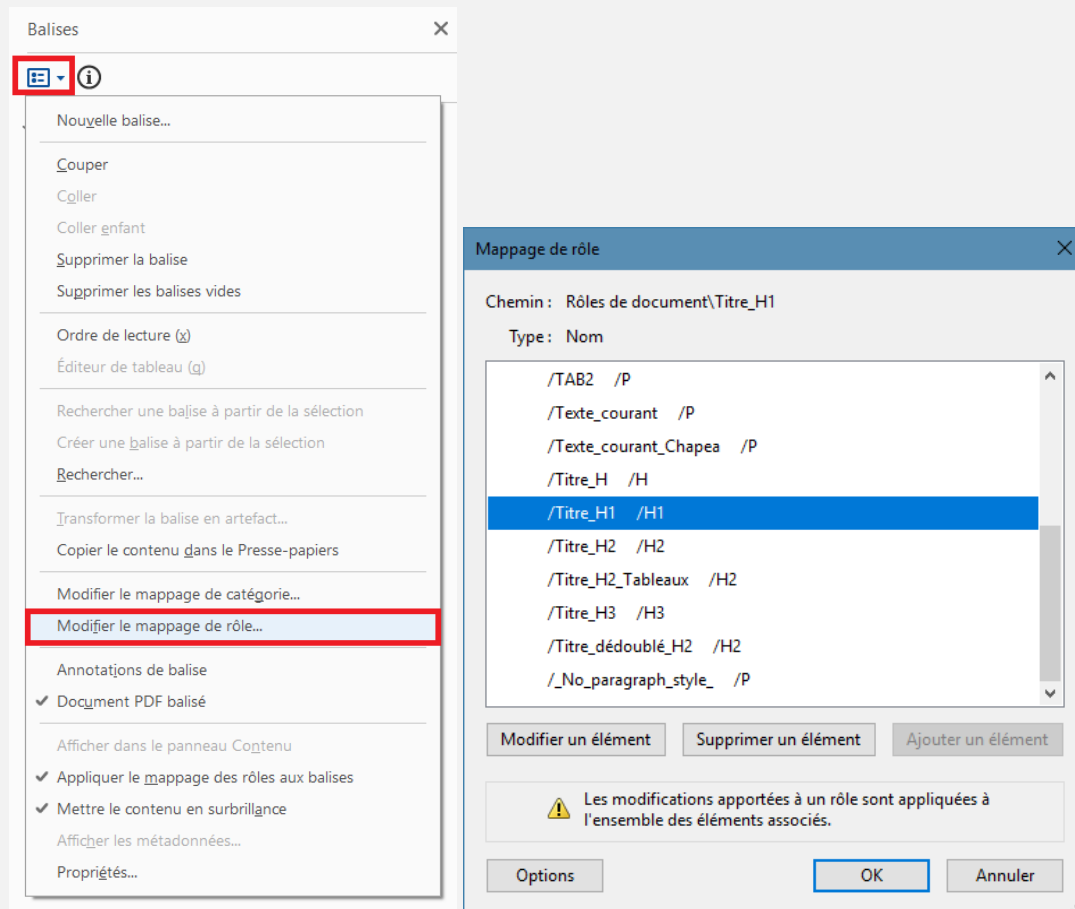 Balises
Nouvelle balise...
Couper
Coller
Coller enfant
Supprimer la balise
Supprimer les balises vides
Ordre de lecture (x)
Éditeur de tableau (q)
Rechercher une balise à partir de la sélection
Créer une balise à partir de la sélection
Rechercher...
Transformer la balise en artefact...
Copier le contenu dans le Presse-papiers
Modifier le mappage de catégorie...
Modifier le mappage de rôle...
Annotations de balise
Document PDF balisé
Afficher dans le panneau Contenu
Appliquer le mappage des rôles aux balises
Mettre le contenu en surbrillance
Afficher les métadonnées...
Propriétés...
Mappage de rôle
Chemin : Rôles de document\Titre_H1
Type : Nom
/TAB2 /P
/Texte_courant /P
/Texte_courant_Chapea /P
/Titre_H /H
/Titre_H1 /H1
/Titre_H2 /H2
/Titre_H2_Tableaux /H2
/Titre_H3 /H3
/Titre_dédoublé_H2 /H2
/_No_paragraph_style_ /P
Modifier un élément Supprimer un élément Ajouter un élément
Les modifications apportées à un rôle sont appliquées à
l'ensemble des éléments associés.
Options OK Annuler